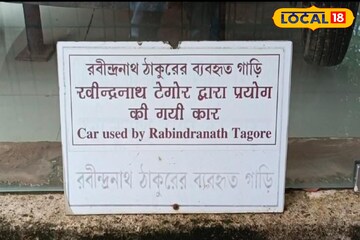 LOCAL 18
রবীন্দ্রনাথ ঠাকুরের ব্যবহৃত গাড়ি
रवीन्द्रनाथ टेगोर द्वारा प्रयोग
की गयी कार
Car used by Rabindranath Tagore
রবীন্দ্রনাথ ঠাকুরের ব্যবহৃত গাড়ি